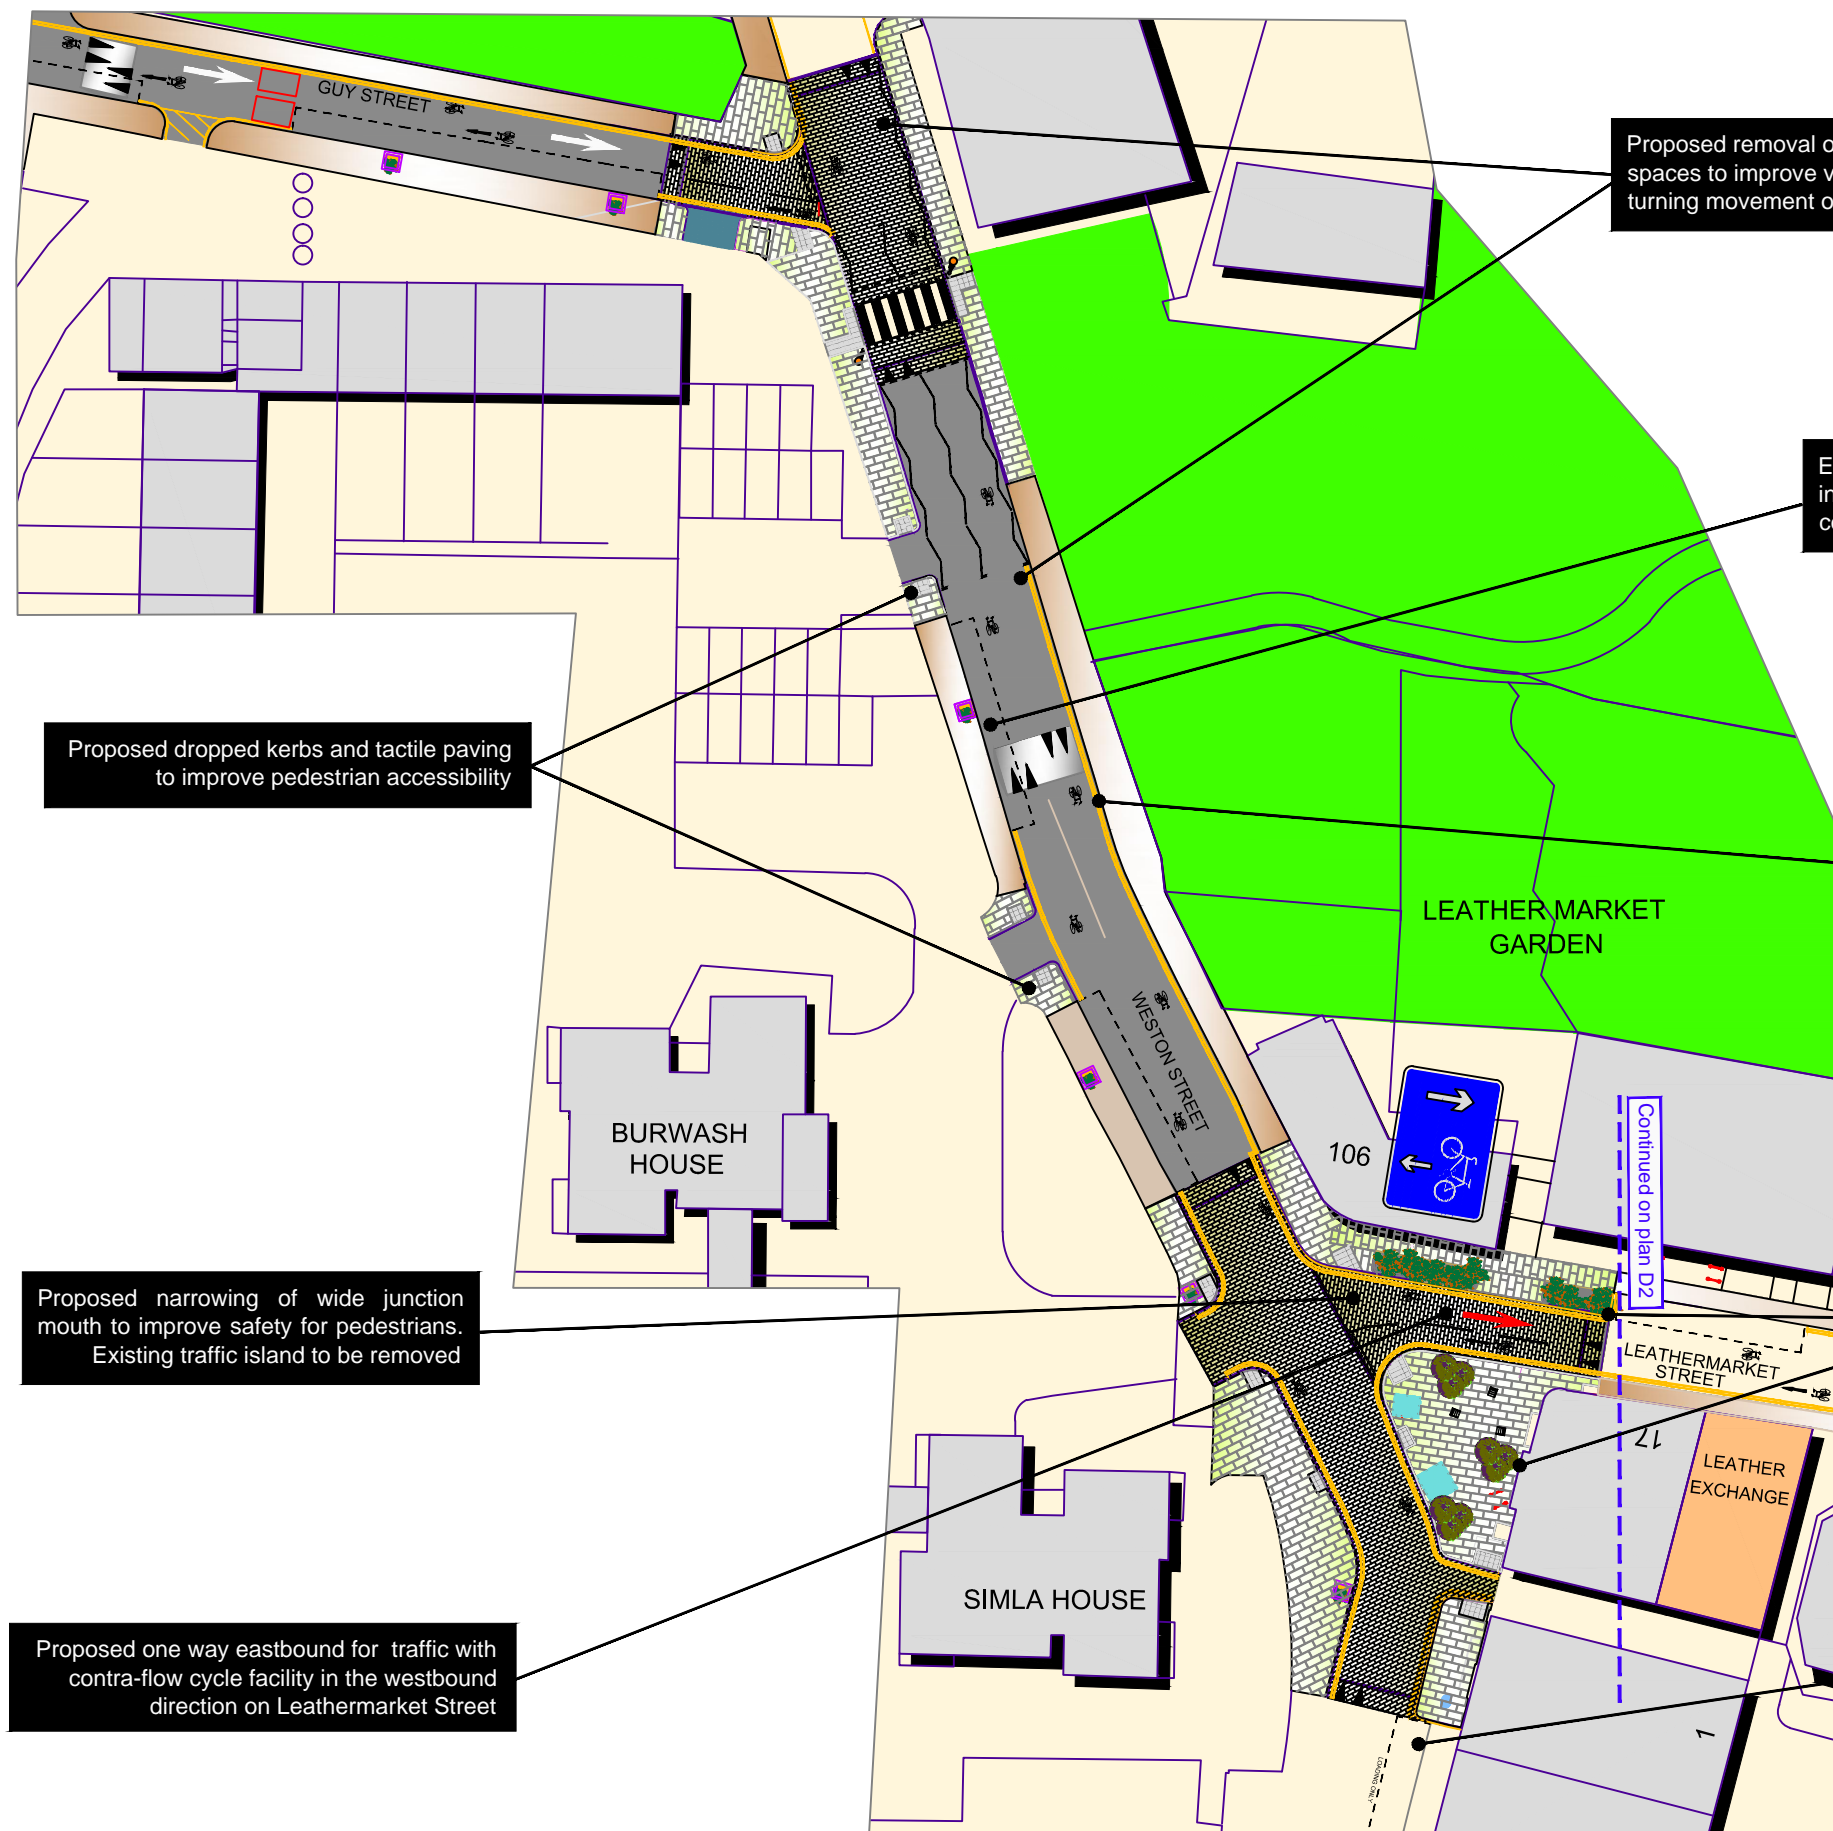 GUY STREET
Proposed removal o
spaces to improve v
turning movement o
E
in
Proposed dropped kerbs and tactile paving
to improve pedestrian accessibility
LEATHER MARKET
GARDEN
WESTON STREET
BURWASH
HOUSE
106
Continued on plan D2
Proposed narrowing of wide junction
mouth to improve safety for pedestrians.
Existing traffic island to be removed
LEATHERMARKET
STREET
17
LEATHER
EXCHANGE
SIMLA HOUSE
Proposed one way eastbound for traffic with
contra-flow cycle facility in the westbound
direction on Leathermarket Street
1
LOADING ONLY